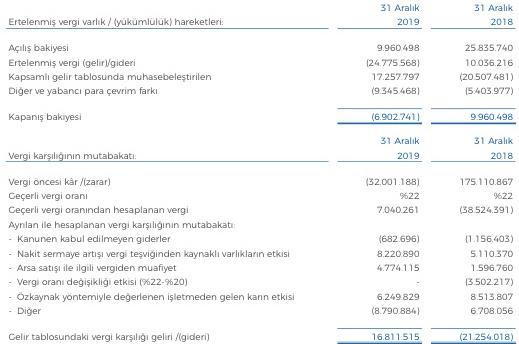 31 Aralık 31 Aralık
Ertelenmiş vergi varlık / (yükümlülük) hareketleri: 2019 2018
Açılış bakiyesi 9.960.498 25.835.740
Ertelenmiş vergi (gelir)/gideri (24.775.568) 10.036.216
Kapsamlı gelir tablosunda muhasebeleştirilen 17.257.797 (20.507.481)
Diğer ve yabancı para çevrim farkı (9.345.468) (5.403.977)
Kapanış bakiyesi (6.902.741) 9.960.498
31 Aralık 31 Aralık
Vergi karşılığının mutabakatı: 2019 2018
Vergi öncesi kâr /(zarar) (32.001.188) 175.110.867
Geçerli vergi oranı %22 %22
Geçerli vergi oranından hesaplanan vergi 7.040.261 (38.524.391)
Ayrılan ile hesaplanan vergi karşılığının mutabakatı:
- Kanunen kabul edilmeyen giderler (682.696) (1.156.403)
- Nakit sermaye artışı vergi teşviğinden kaynaklı varlıkların etkisi 8.220.890 5.110.370
- Arsa satışı ile ilgili vergiden muafiyet 4.774.115 1.596.760
- Vergi oranı değişikliği etkisi (%22-%20) - (3.502.217)
- Özkaynak yöntemiyle değerlenen işletmeden gelen karın etkisi 6.249.829 8.513.807
- Diğer (8.790.884) 6.708.056
Gelir tablosundaki vergi karşılığı geliri /(gideri) 16.811.515 (21.254.018)